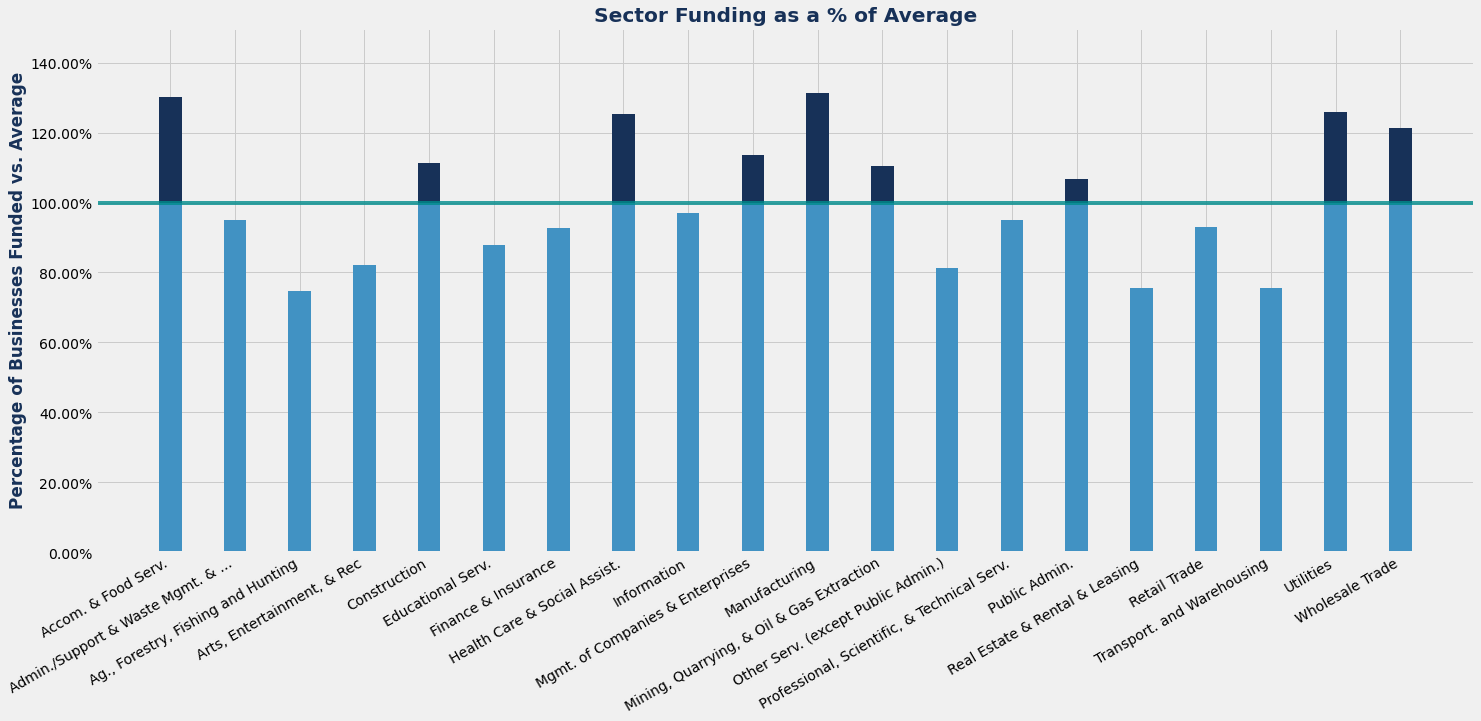 Sector Funding as a % of Average
Percentage of Businesses Funded vs. Average
140.00%
120.00%
100.00%
80.00%
60.00%
40.00%
20.00%
0.00%
Accom. & Food Serv.
Admin./Support & Waste Mgmt. & ...
Ag., Forestry, Fishing and Hunting
Arts, Entertainment, & Rec
Construction
Educational Serv.
Finance & Insurance
Health Care & Social Assist.
Information
Mgmt. of Companies & Enterprises
Manufacturing
Mining, Quarrying, & Oil & Gas Extraction
Other Serv. (except Public Admin.)
Professional, Scientific, & Technical Serv.
Public Admin.
Real Estate & Rental & Leasing
Retail Trade
Transport. and Warehousing
Utilities
Wholesale Trade